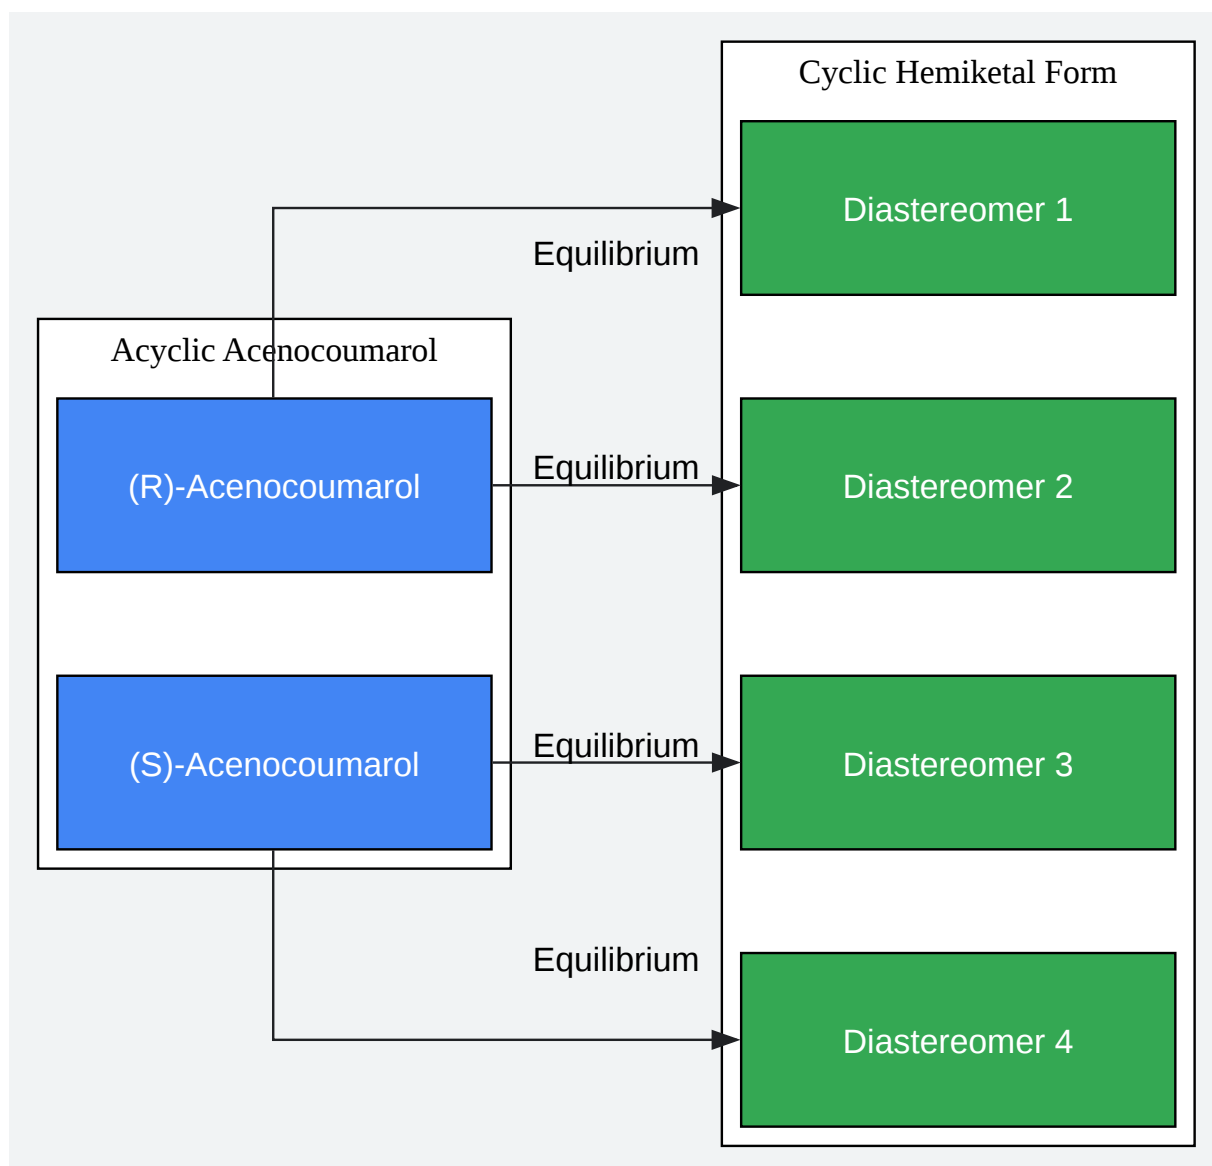 Cyclic Hemiketal Form
Diastereomer 1
Equilibrium
Acyclic Acenocoumarol
(R)-Acenocoumarol
Equilibrium
Diastereomer 2
(S)-Acenocoumarol
Equilibrium
Diastereomer 3
Equilibrium
Diastereomer 4